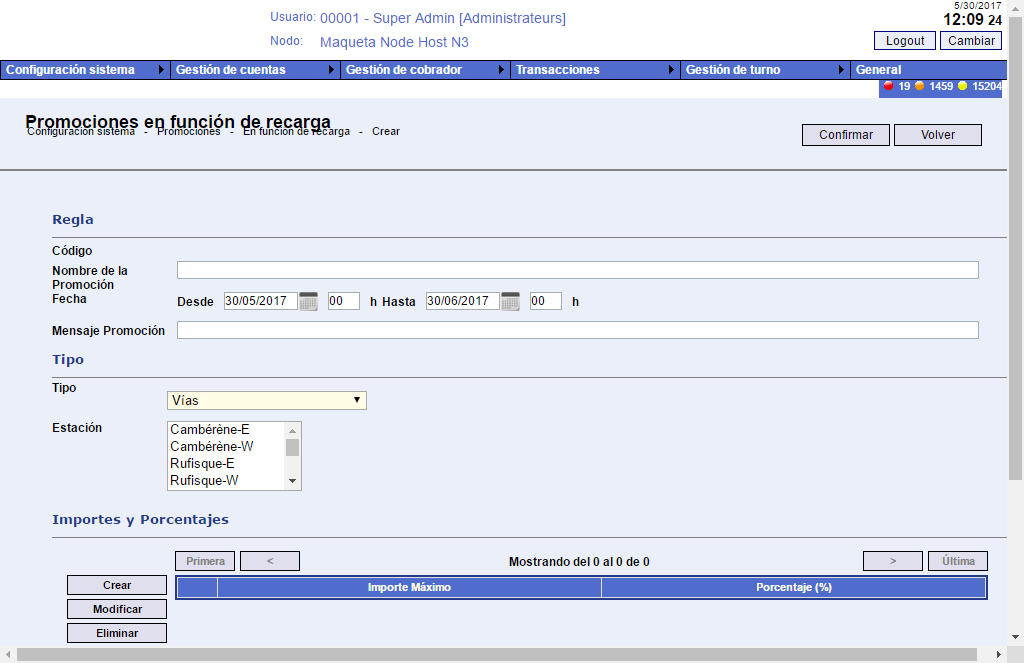 5/30/2017
Usuario: 00001 - Super Admin [Administrateurs]
12:09 24
Nodo: Maqueta Node Host N3
Logout Cambiar
Configuración sistema Gestión de cuentas Gestión de cobrador Transacciones Gestión de turno General
19 1459 15204
Promociones en función de recarga
Configuración sistema - Promociones - En función de recarga - Crear
Confirmar Volver
Regla
Código
Nombre de la
Promoción
Fecha
Desde 30/05/2017 00 h Hasta 30/06/2017 00 h
Mensaje Promoción
Tipo
Tipo
Vías
Estación
Cambérène-E
Cambérène-W
Rufisque-E
Rufisque-W
Importes y Porcentajes
Primera < Mostrando del 0 al 0 de 0 > Última
Crear
Importe Máximo Porcentaje (%)
Modificar
Eliminar